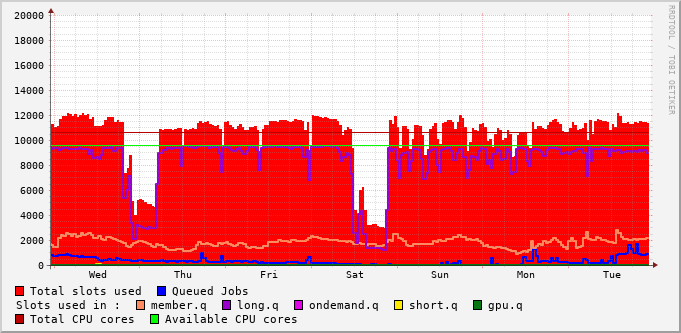 20000
18000
16000
14000
12000
10000
8000
6000
4000
2000
0
Wed Thu Fri Sat Sun Mon Tue
RRDTOOL / TOBI OETIKER
Total slots used Queued Jobs
Slots used in : member.q long.q ondemand.q short.q gpu.q
Total CPU cores Available CPU cores